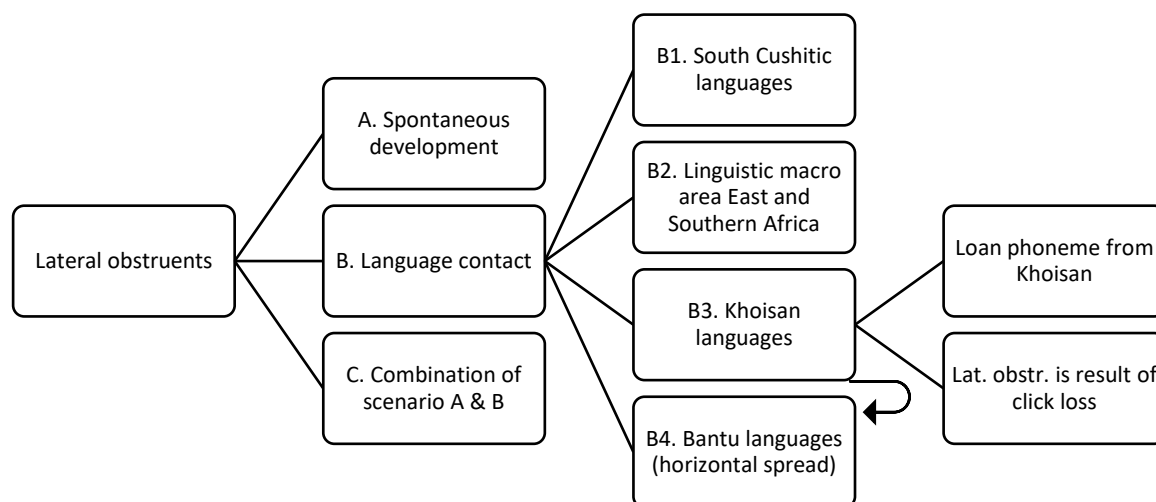 Lateral obstruents
A. Spontaneous
development
B. Language contact
C. Combination of
scenario A & B
B1. South Cushitic
languages
B2. Linguistic macro
area East and
Southern Africa
B3. Khoisan
languages
B4. Bantu languages
(horizontal spread)
Loan phoneme from
Khoisan
Lat. obstr. is result of
click loss